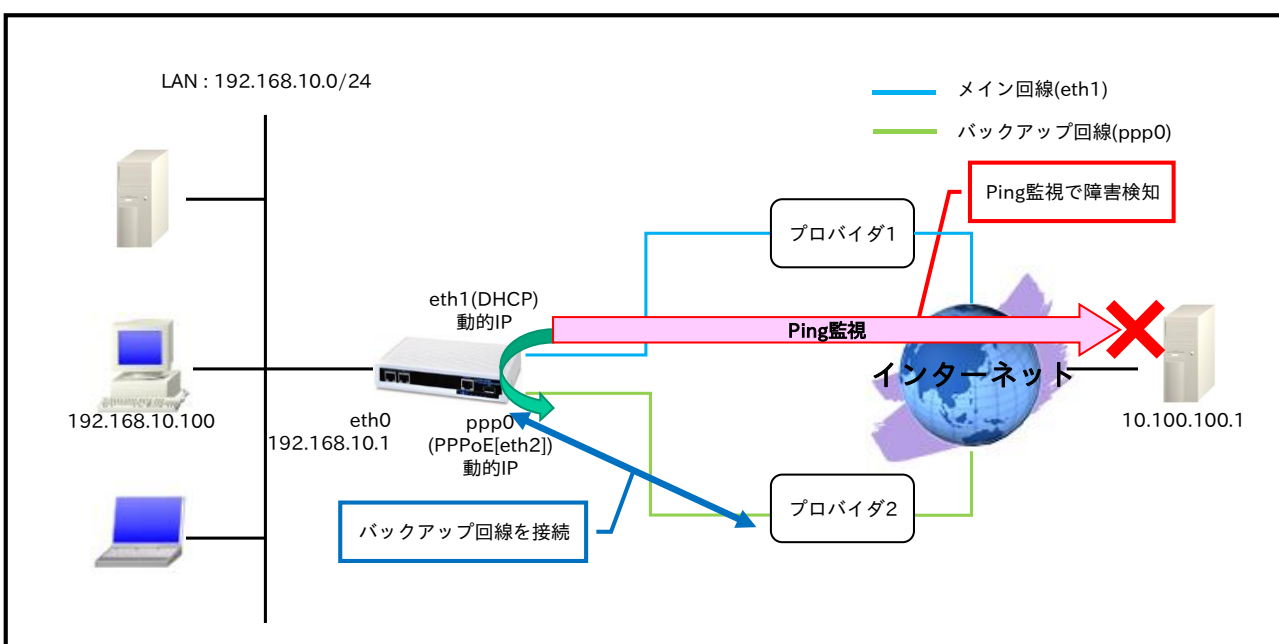 LAN : 192.168.10.0/24
メイン回線(eth1)
バックアップ回線(ppp0)
Ping監視で障害検知
プロバイダ1
eth1(DHCP)
動的IP
Ping監視
インターネット
192.168.10.100
eth0
192.168.10.1
ppp0
(PPPoE[eth2])
動的IP
10.100.100.1
バックアップ回線を接続
プロバイダ2